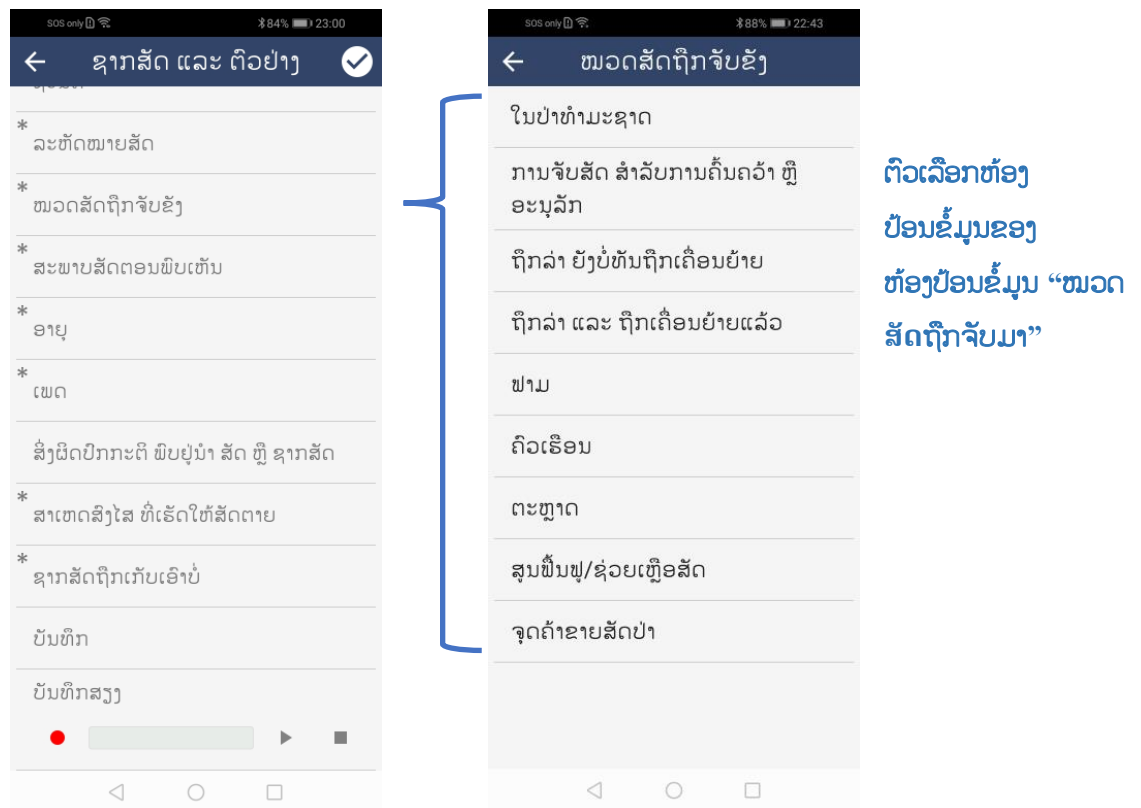 SOS only 84% 23:00
ຊາກສັດ ແລະ ຕົວຢ່າງ
*
ລະຫັດໝາຍສັດ
*
ໝວດສັດຖືກຈັບຂັງ
*
ສະພາບສັດຕອນພົບເຫັນ
*
ອາຍຸ
*
ເພດ
ສິ່ງຜິດປົກກະຕິ ພົບຢູ່ນຳ ສັດ ຫຼື ຊາກສັດ
*
ສາເຫດສົງໄສ ທີ່ເຮັດໃຫ້ສັດຕາຍ
*
ຊາກສັດຖືກເກັບເອົາບໍ່
ບັນທຶກ
ບັນທຶກສຽງ
SOS only 88% 22:43
ໝວດສັດຖືກຈັບຂັງ
ໃນປ່າທຳມະຊາດ
ການຈັບສັດ ສຳລັບການຄົ້ນຄວ້າ ຫຼື
ອະນຸລັກ
ຖຶກລ່າ ຍັງບໍ່ທັນຖືກເຄື່ອນຍ້າຍ
ຖຶກລ່າ ແລະ ຖືກເຄື່ອນຍ້າຍແລ້ວ
ຟາມ
ຄົວເຮືອນ
ຕະຫຼາດ
ສູນຟື້ນຟູ/ຊ່ວຍເຫຼືອສັດ
ຈຸດຄ້າຂາຍສັດປ່າ
ຕົວເລືອກຫ້ອງ
ປ້ອນຂໍ້ມູນຂອງ
ຫ້ອງປ້ອນຂໍ້ມູນ “ໝວດ
ສັດຖືກຈັບມາ”